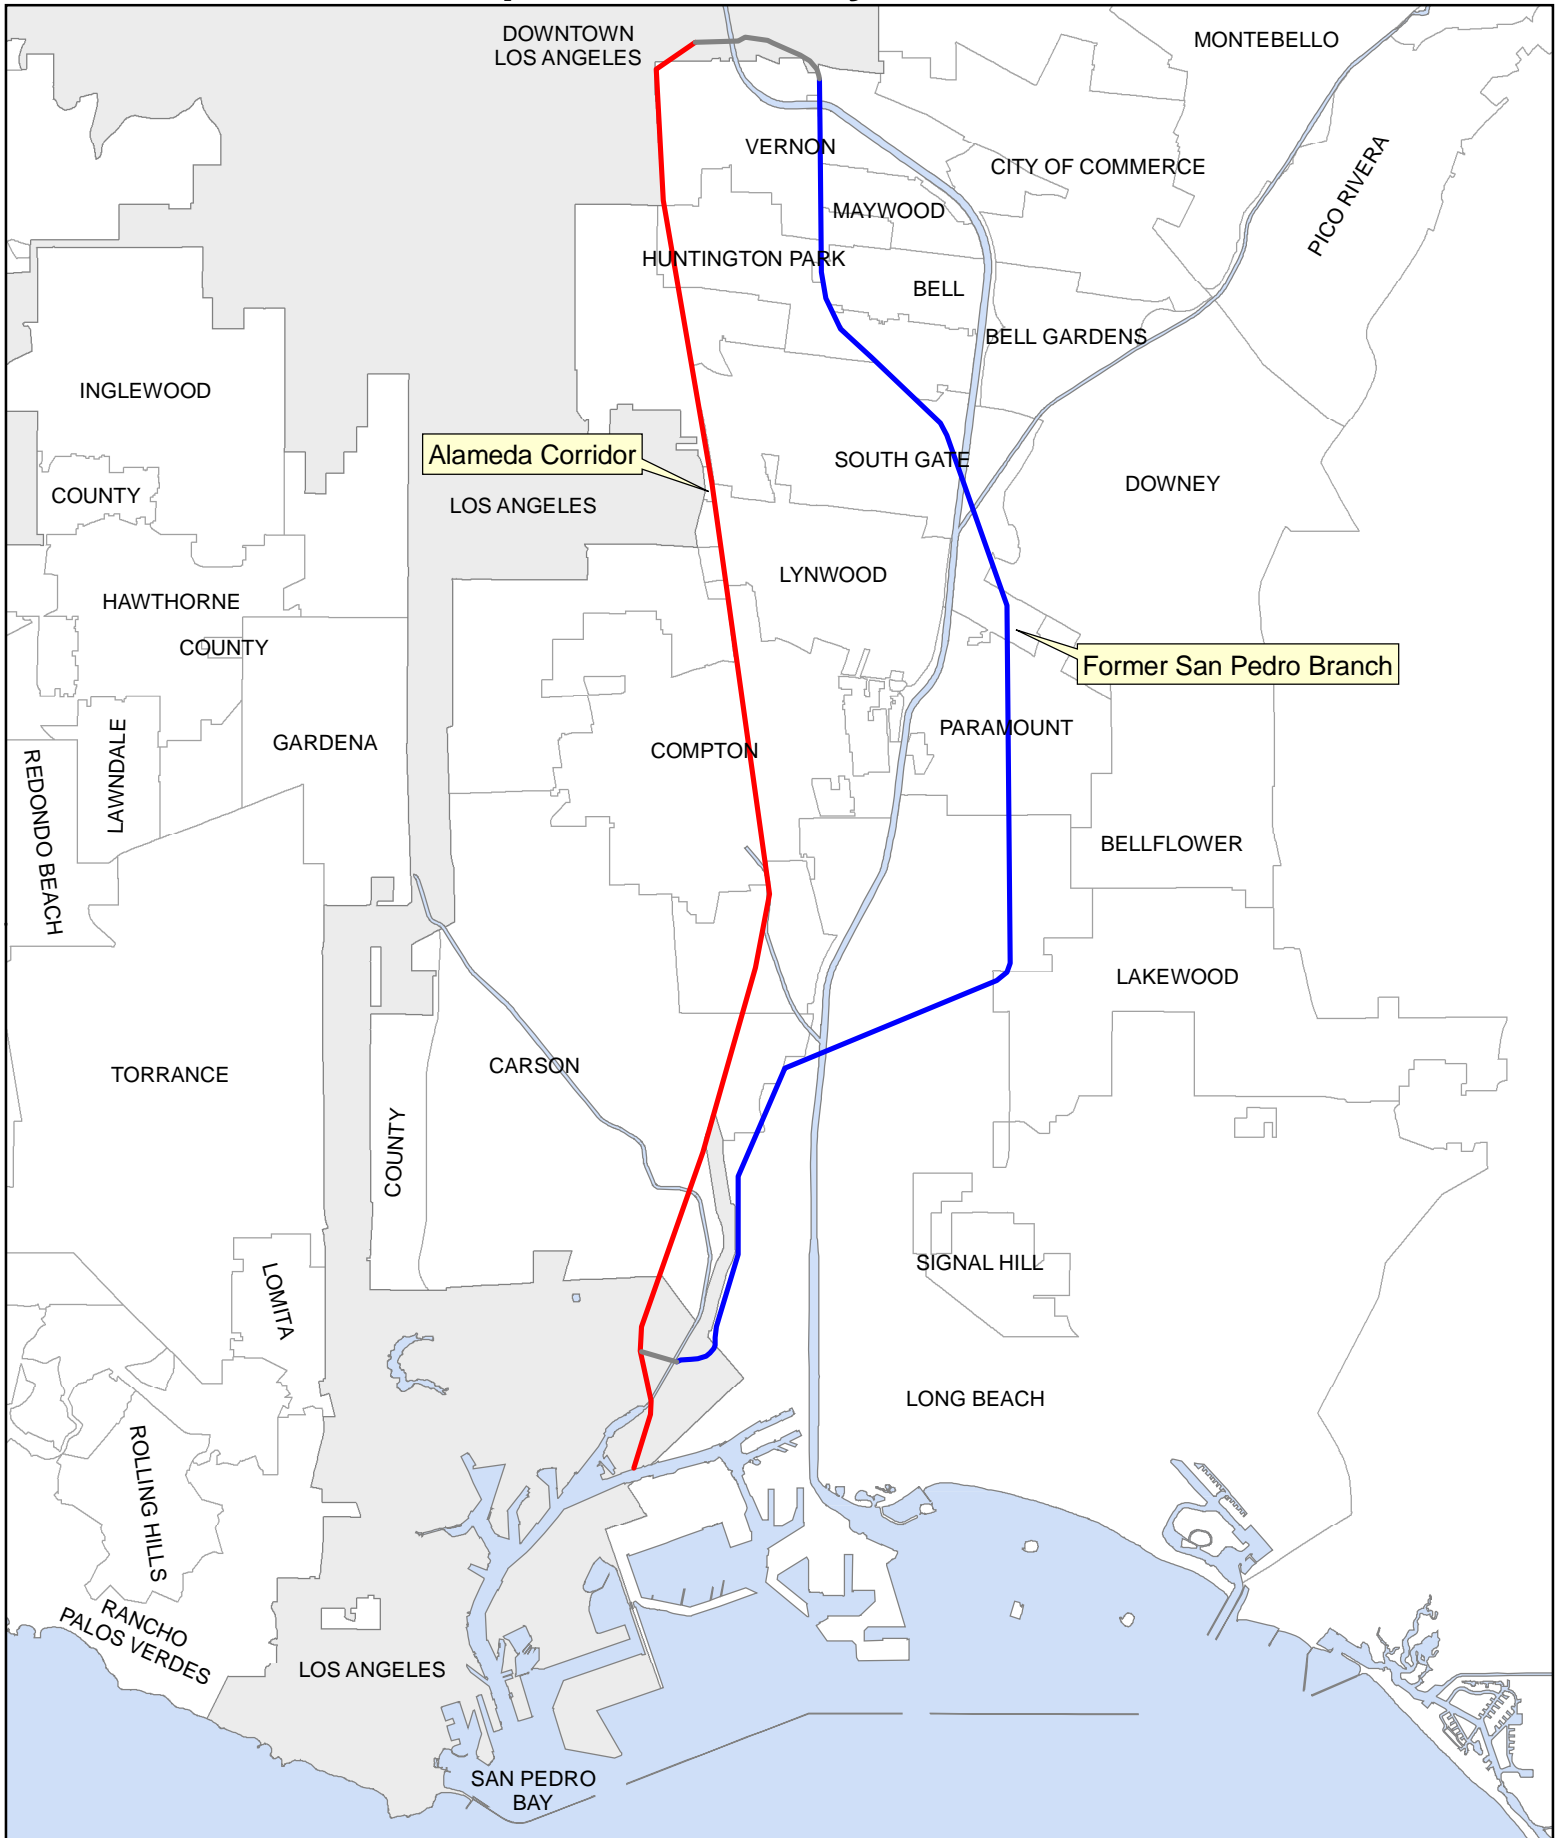 DOWNTOWN
LOS ANGELES
MONTEBELLO
VERNON
CITY OF COMMERCE
PICO RIVERA
MAYWOOD
HUNTINGTON PARK
BELL
BELL GARDENS
INGLEWOOD
Alameda Corridor
SOUTH GATE
DOWNEY
COUNTY
LOS ANGELES
LYNWOOD
HAWTHORNE
COUNTY
Former San Pedro Branch
PARAMOUNT
GARDENA
COMPTON
LAWNDALE
REDONDO BEACH
BELLFLOWER
LAKEWOOD
CARSON
TORRANCE
COUNTY
SIGNAL HILL
LOMITA
LONG BEACH
ROLLING HILLS
RANCHO
PALOS VERDES
LOS ANGELES
SAN PEDRO
BAY